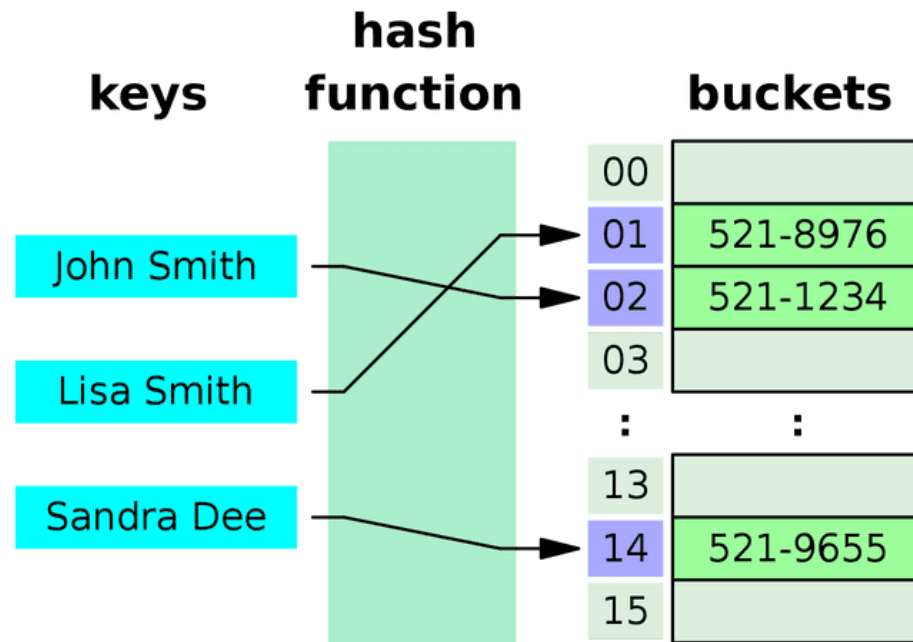 hash
function
keys
buckets
John Smith
Lisa Smith
Sandra Dee
00
01 521-8976
02 521-1234
03
: :
13
14 521-9655
15